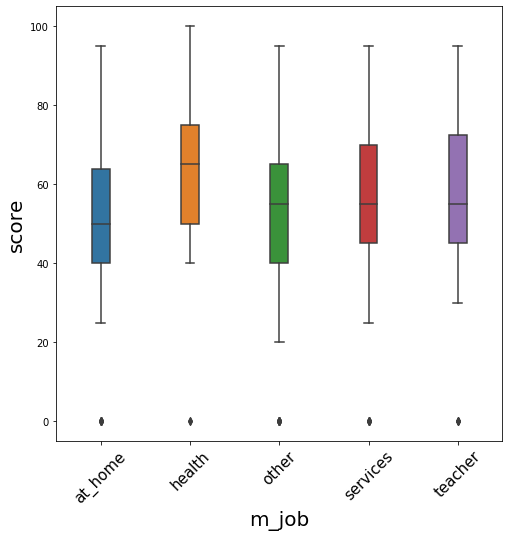 100
80
60
40
20
0
score
at_home
health
other
services
teacher
m_job